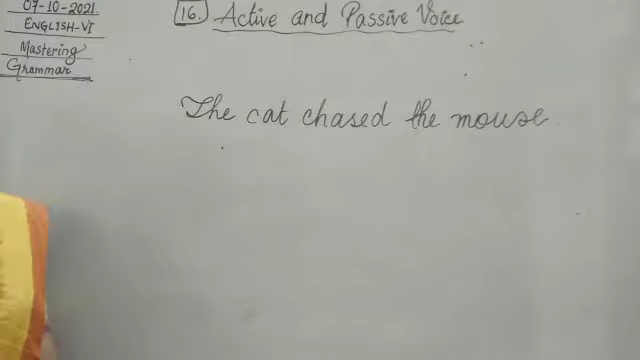 07-10-2021
ENGLISH-VI
Mastering
Grammar
16. Active and Passive Voice
The cat chased the mouse